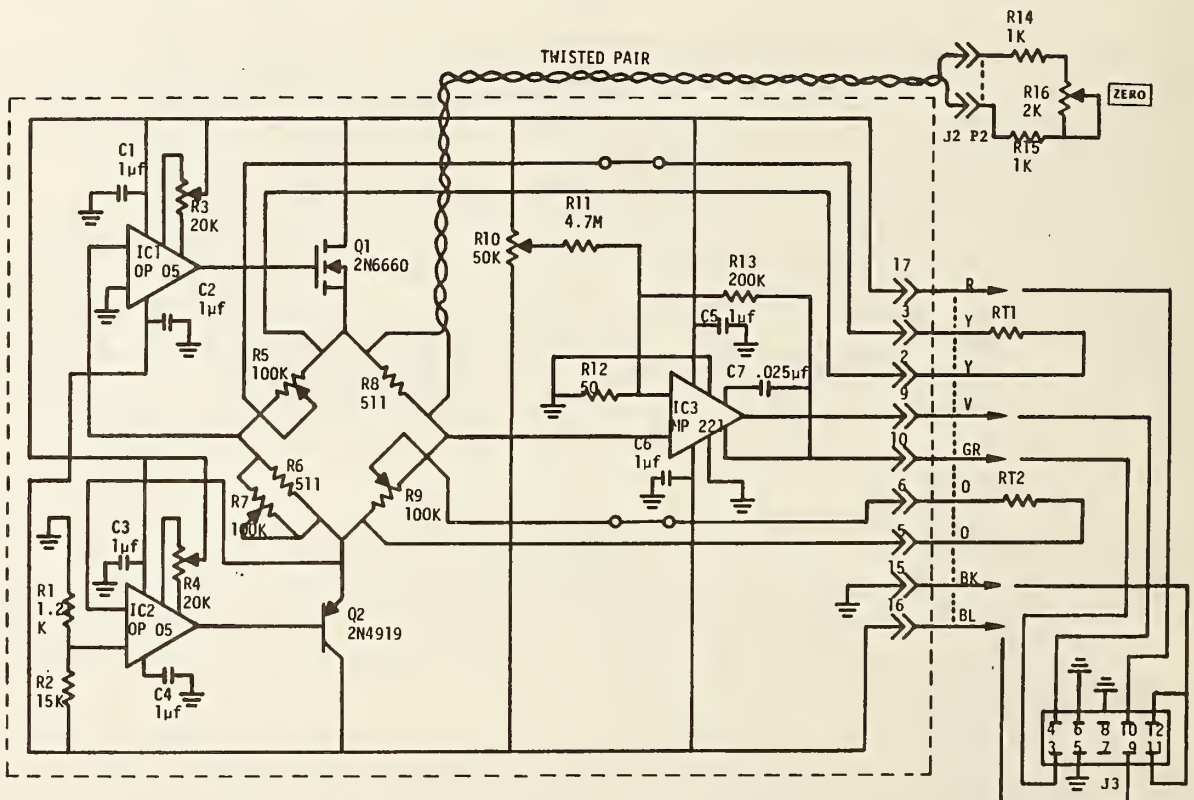 R14
1K
TWISTED PAIR
R16
2K
ZERO
J2 P2
R15
1K
C1
1µf
R3
20K
IC1
OP 05
C2
1µf
Q1
2N6660
R10
50K
R11
4.7M
R13
200K
C5 1µf
17
R
3
Y
RT1
2
Y
R5
100K
R8
511
R12
50
C7 .025µf
IC3
MP 221
9
V
C6
1µf
10
GR
R6
511
R7
100K
R9
100K
6
O
RT2
5
O
C3
1µf
R4
20K
R1
1.2
K
IC2
OP 05
Q2
2N4919
15
BK
16
BL
R2
15K
C4
1µf
4 6 8 10 12
3 5 7 9 11
J3